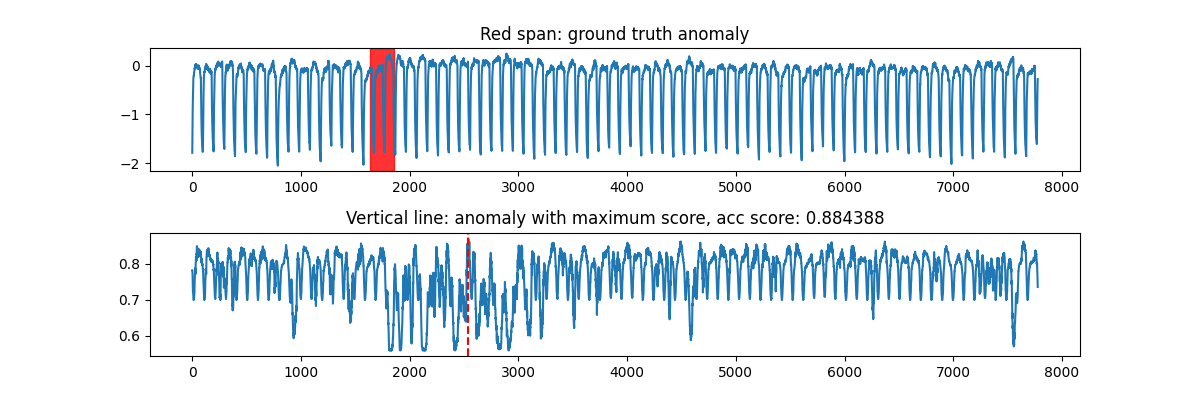 Red span: ground truth anomaly
0
−1
−2
0 1000 2000 3000 4000 5000 6000 7000 8000
Vertical line: anomaly with maximum score, acc score: 0.884388
0.8
0.7
0.6
0 1000 2000 3000 4000 5000 6000 7000 8000